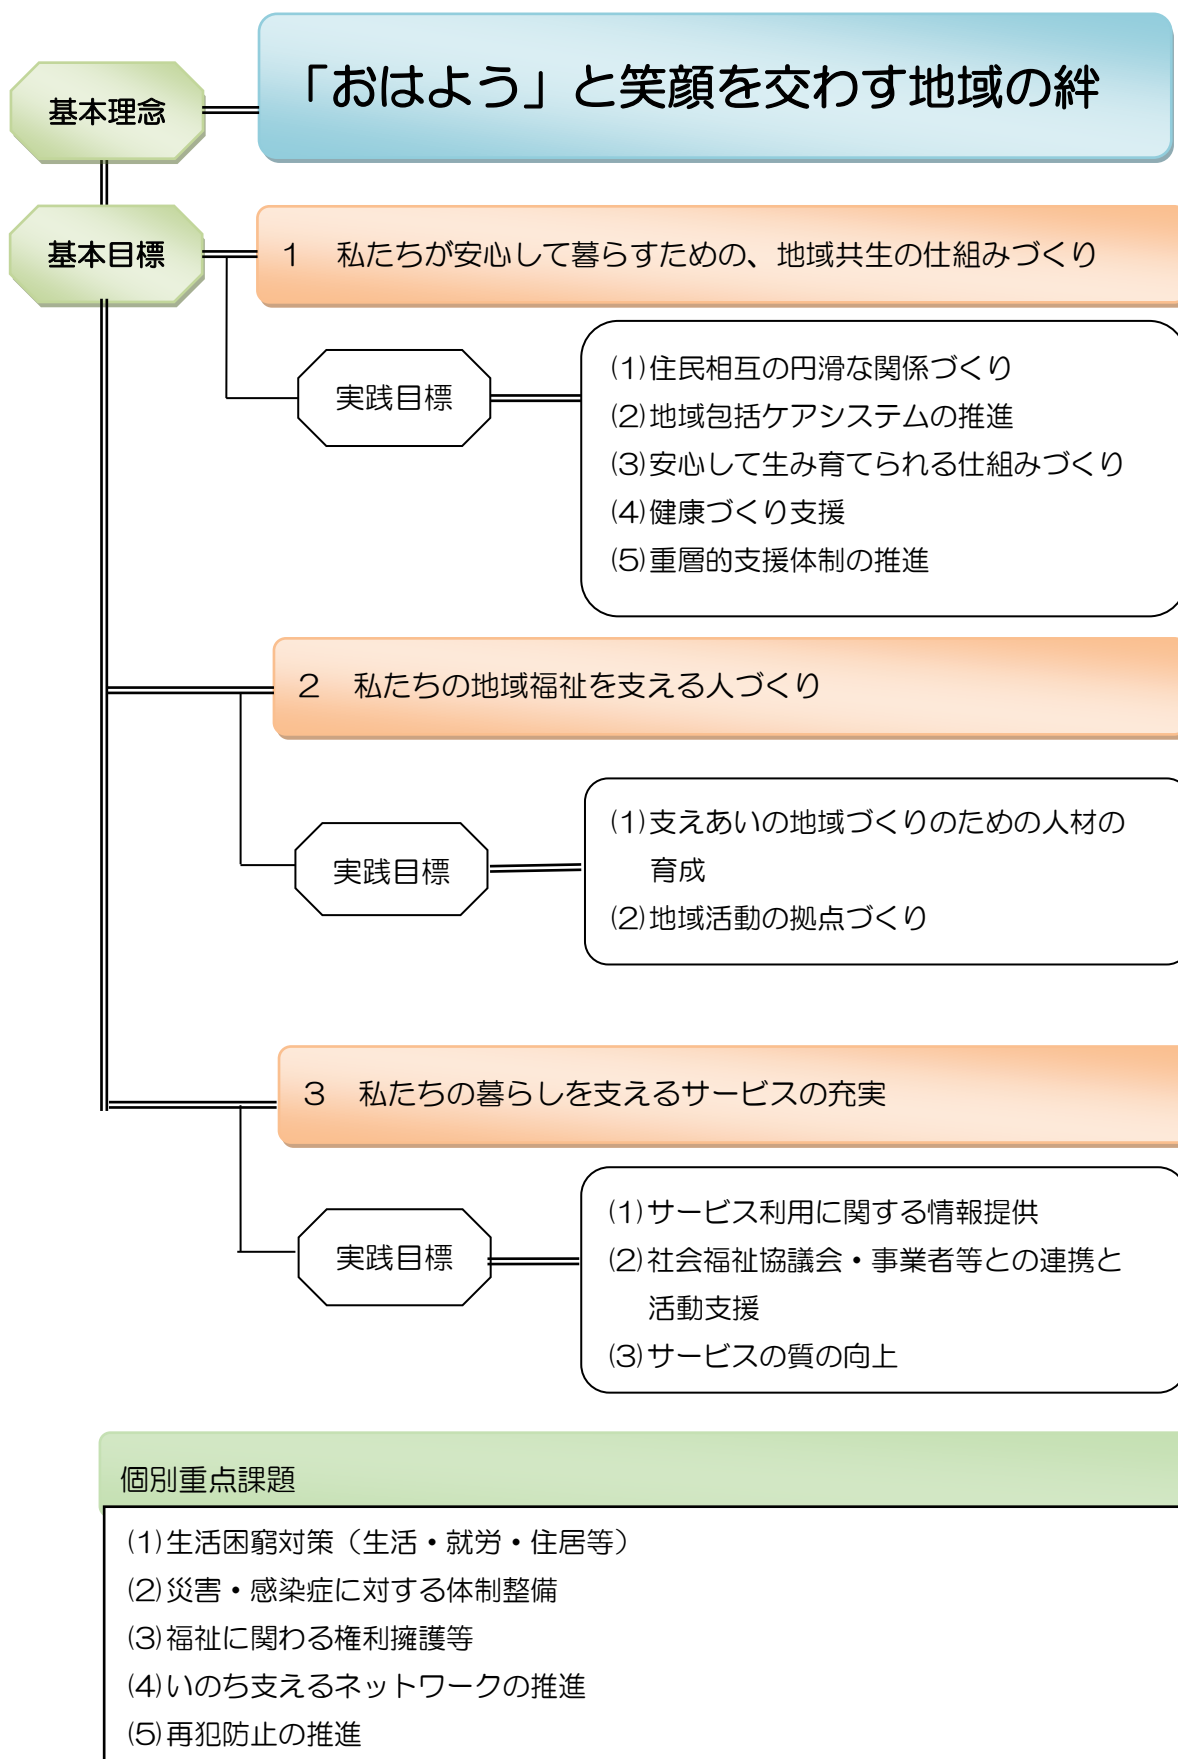 「おはよう」と笑顔を交わす地域の絆
基本理念
基本目標
1 私たちが安心して暮らすための、地域共生の仕組みづくり
実践目標
(1)住民相互の円滑な関係づくり
(2)地域包括ケアシステムの推進
(3)安心して生み育てられる仕組みづくり
(4)健康づくり支援
(5)重層的支援体制の推進
2 私たちの地域福祉を支える人づくり
実践目標
(1)支えあいの地域づくりのための人材の
育成
(2)地域活動の拠点づくり
3 私たちの暮らしを支えるサービスの充実
実践目標
(1)サービス利用に関する情報提供
(2)社会福祉協議会・事業者等との連携と
活動支援
(3)サービスの質の向上
個別重点課題
(1)生活困窮対策（生活・就労・住居等）
(2)災害・感染症に対する体制整備
(3)福祉に関わる権利擁護等
(4)いのち支えるネットワークの推進
(5)再犯防止の推進